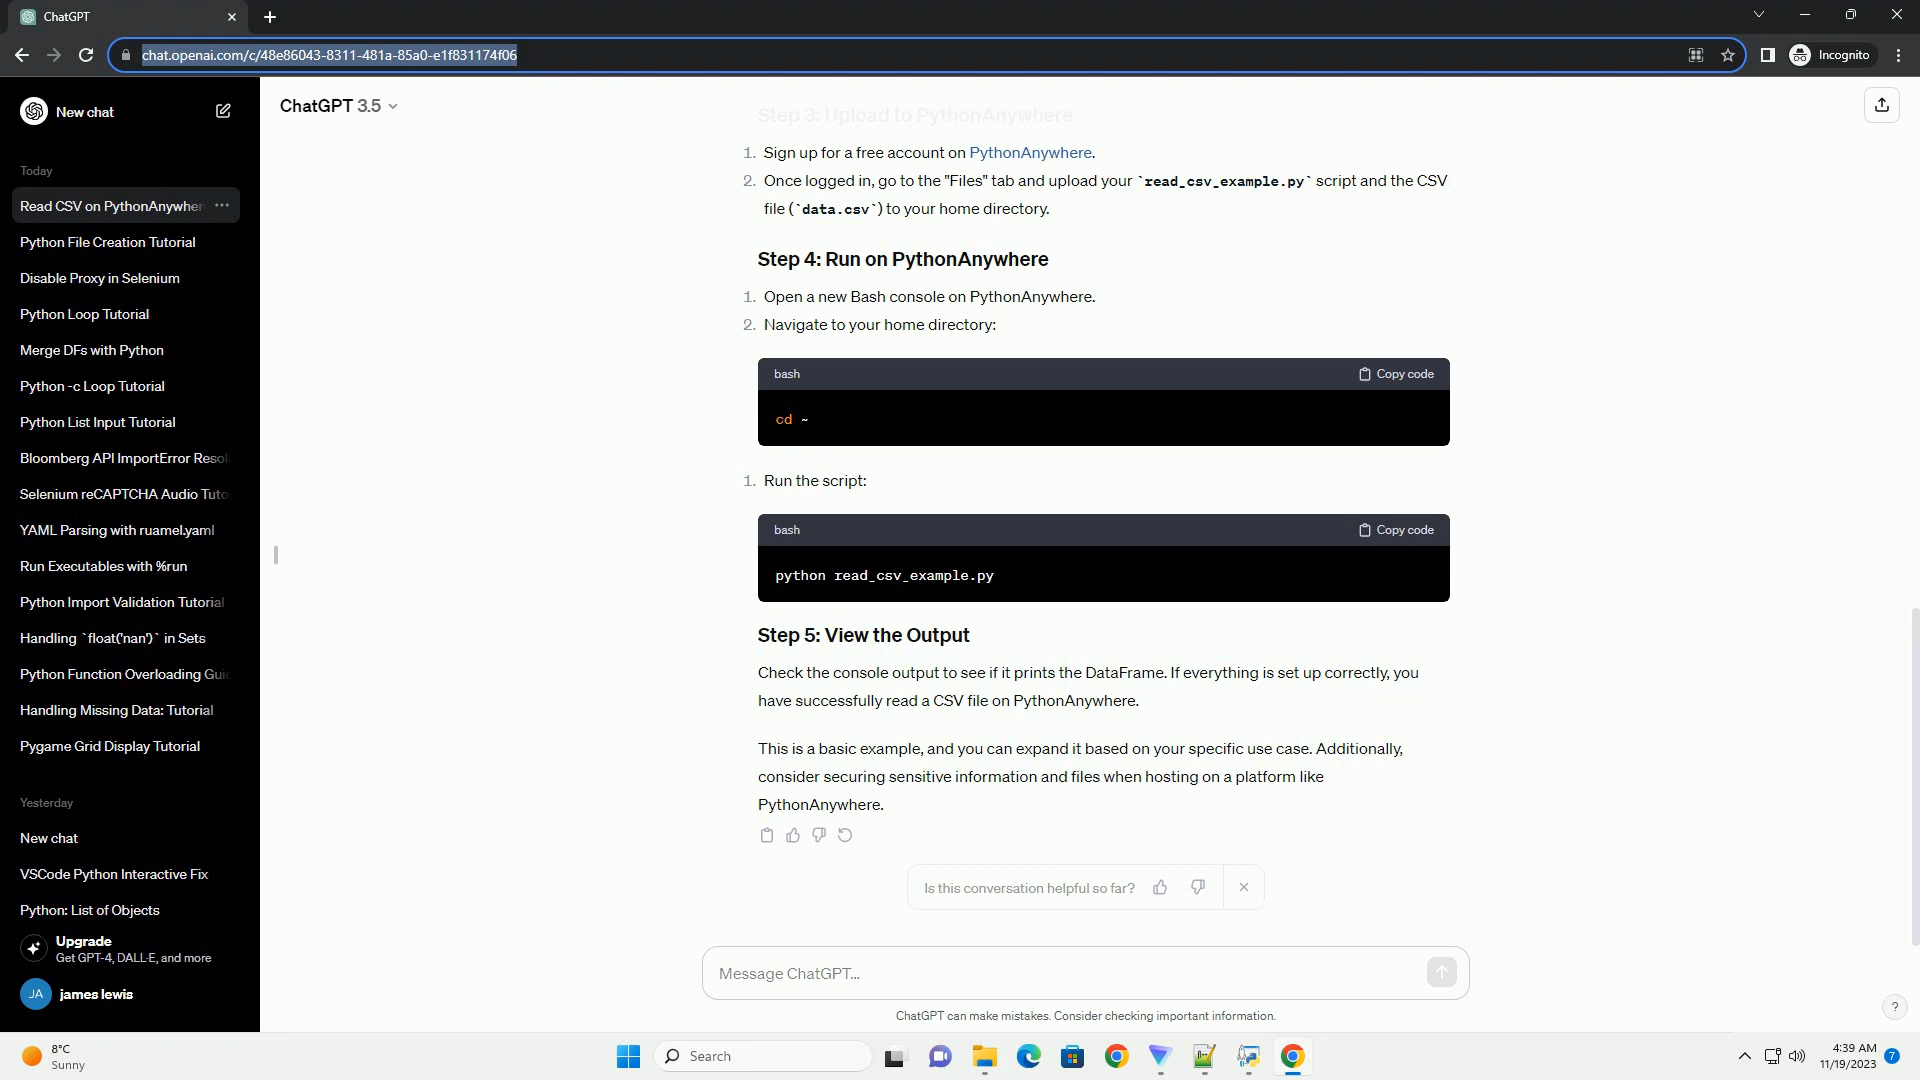 ChatGPT
chat.openai.com/c/48e86043-8311-481a-85a0-e1f831174f06
Incognito
New chat
Today
Read CSV on PythonAnywher
Python File Creation Tutorial
Disable Proxy in Selenium
Python Loop Tutorial
Merge DFs with Python
Python -c Loop Tutorial
Python List Input Tutorial
Bloomberg API ImportError Resol
Selenium reCAPTCHA Audio Tuto
YAML Parsing with ruamel.yaml
Run Executables with %run
Python Import Validation Tutorial
Handling `float('nan')` in Sets
Python Function Overloading Guid
Handling Missing Data: Tutorial
Pygame Grid Display Tutorial
Yesterday
New chat
VSCode Python Interactive Fix
Python: List of Objects
Upgrade
Get GPT-4, DALL·E, and more
JA james lewis
ChatGPT 3.5
Step 3: Upload to PythonAnywhere
1. Sign up for a free account on PythonAnywhere.
2. Once logged in, go to the "Files" tab and upload your `read_csv_example.py` script and the CSV
file (`data.csv`) to your home directory.
Step 4: Run on PythonAnywhere
1. Open a new Bash console on PythonAnywhere.
2. Navigate to your home directory:
bash Copy code
cd ~
1. Run the script:
bash Copy code
python read_csv_example.py
Step 5: View the Output
Check the console output to see if it prints the DataFrame. If everything is set up correctly, you
have successfully read a CSV file on PythonAnywhere.
This is a basic example, and you can expand it based on your specific use case. Additionally,
consider securing sensitive information and files when hosting on a platform like
PythonAnywhere.
Is this conversation helpful so far?
Message ChatGPT...
ChatGPT can make mistakes. Consider checking important information.
?
8°C
Sunny
Search
4:39 AM
11/19/2023
7